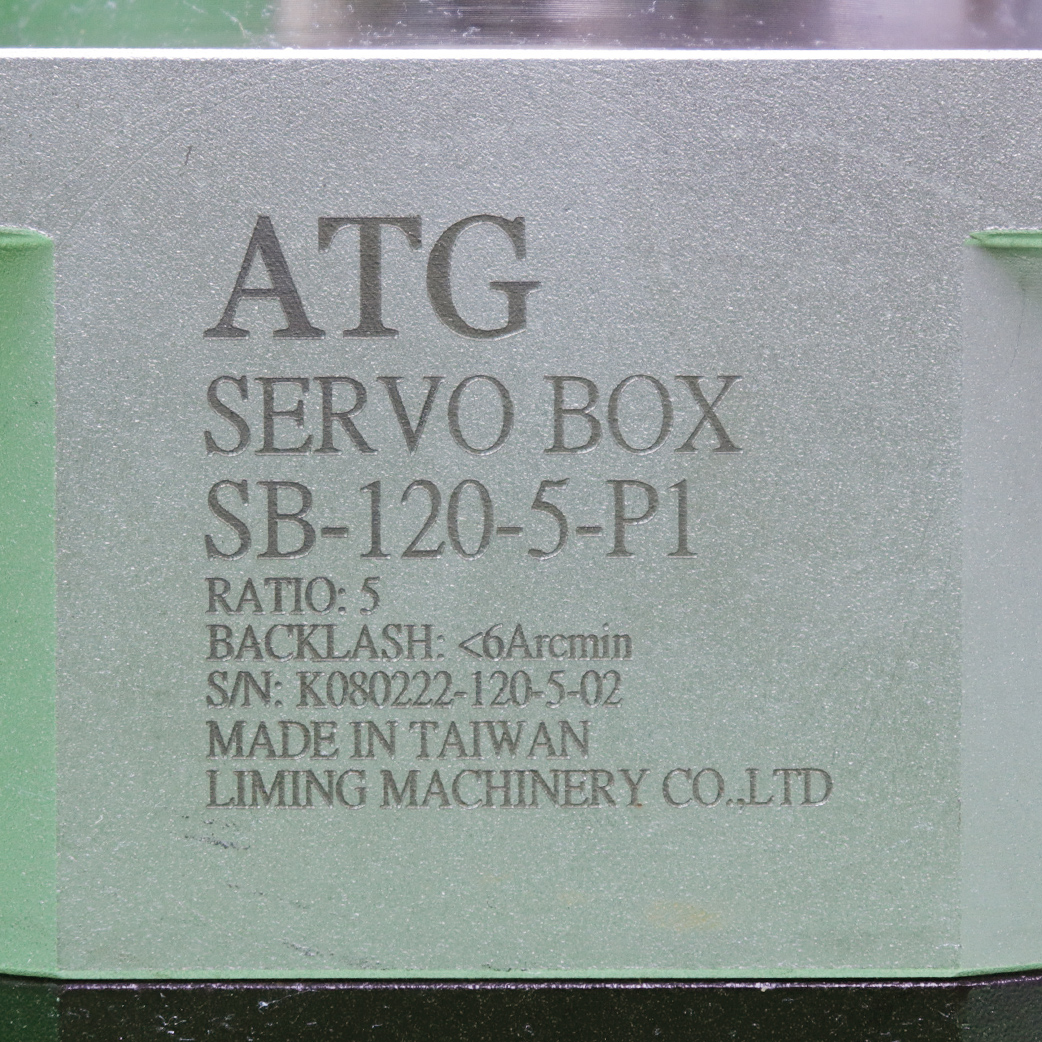 ATG
SERVO BOX
SB-120-5-P1
RATIO: 5
BACKLASH: <6Arcmin
S/N: K080222-120-5-02
MADE IN TAIWAN
LIMING MACHINERY CO.,LTD